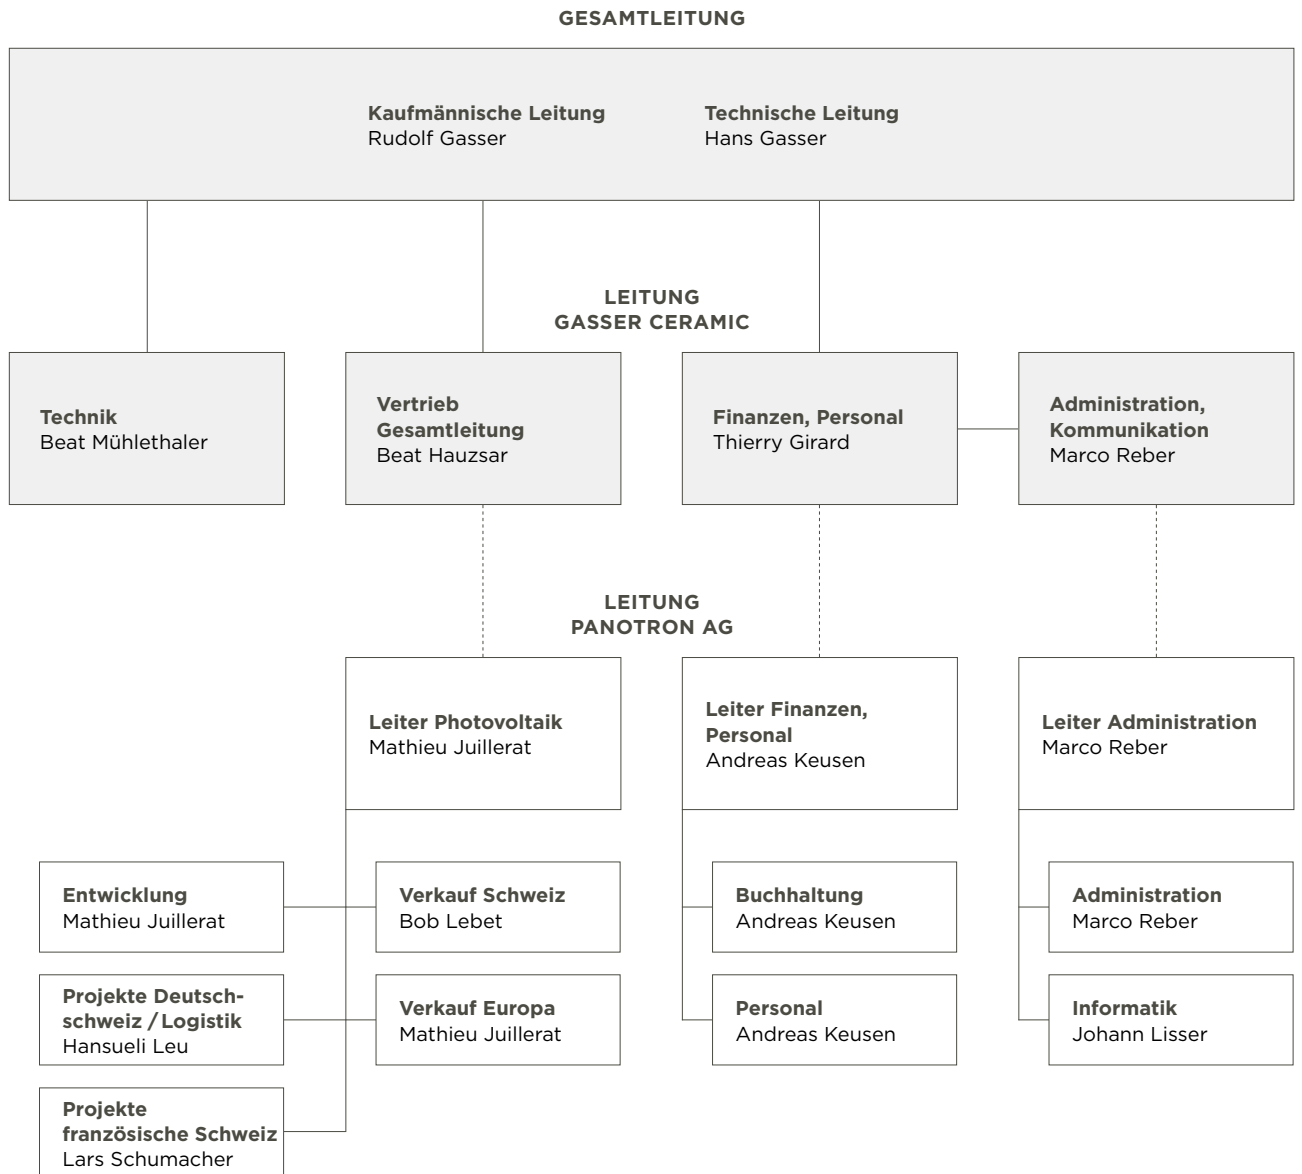 GESAMTLEITUNG
Kaufmännische Leitung
Rudolf Gasser
Technische Leitung
Hans Gasser
LEITUNG
GASSER CERAMIC
Technik
Beat Mühlethaler
Vertrieb
Gesamtleitung
Beat Hauzsar
Finanzen, Personal
Thierry Girard
Administration,
Kommunikation
Marco Reber
LEITUNG
PANOTRON AG
Leiter Photovoltaik
Mathieu Juillerat
Leiter Finanzen,
Personal
Andreas Keusen
Leiter Administration
Marco Reber
Entwicklung
Mathieu Juillerat
Verkauf Schweiz
Bob Lebet
Buchhaltung
Andreas Keusen
Administration
Marco Reber
Projekte Deutsch-
schweiz / Logistik
Hansueli Leu
Verkauf Europa
Mathieu Juillerat
Personal
Andreas Keusen
Informatik
Johann Lisser
Projekte
französische Schweiz
Lars Schumacher